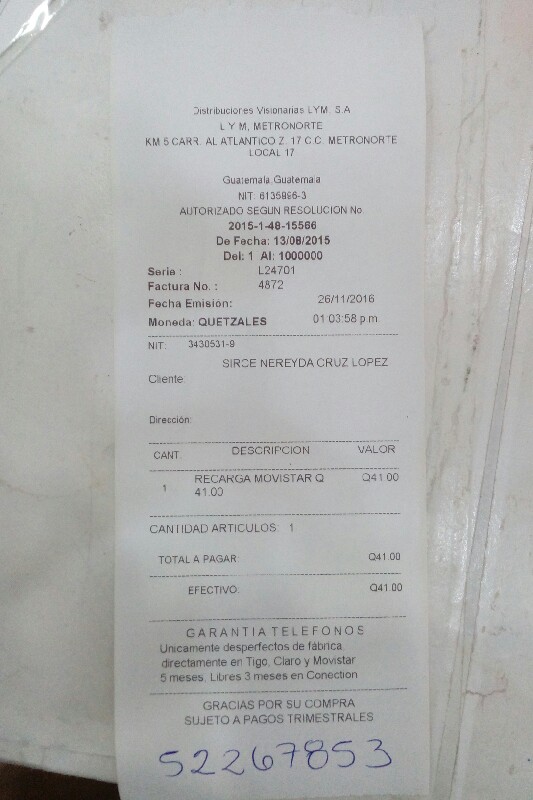 Distribuciones Visionarias LYM. S.A
L Y M, METRONORTE
KM 5 CARR. AL ATLANTICO Z. 17 C.C. METRONORTE
LOCAL 17
Guatemala,Guatemala
NIT: 6135896-3
AUTORIZADO SEGUN RESOLUCION No
2015-1-48-15566
De Fecha: 13/08/2015
Del: 1 Al: 1000000
Serie : L24701
Factura No. : 4872
Fecha Emisión: 26/11/2016
Moneda: QUETZALES 01:03:58 p.m.
NIT: 3430531-9
SIRCE NEREYDA CRUZ LOPEZ
Cliente:
Dirección:
CANT. DESCRIPCION VALOR
1 RECARGA MOVISTAR Q Q41.00
41.00
CANTIDAD ARTICULOS: 1
TOTAL A PAGAR: Q41.00
EFECTIVO: Q41.00
GARANTIA TELEFONOS
Unicamente desperfectos de fábrica,
directamente en Tigo, Claro y Movistar
5 meses, Libres 3 meses en Conection
GRACIAS POR SU COMPRA
SUJETO A PAGOS TRIMESTRALES
52267853